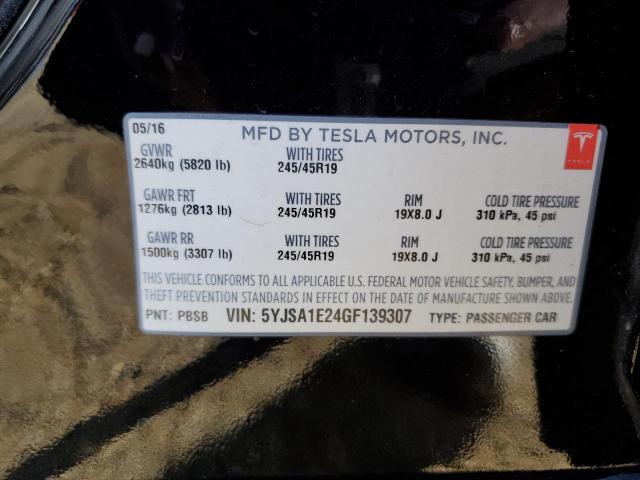 05/16 MFD BY TESLA MOTORS, INC.
TESLA
GVWR WITH TIRES
2640kg (5820 lb) 245/45R19
GAWR FRT WITH TIRES RIM COLD TIRE PRESSURE
1276kg (2813 lb) 245/45R19 19X8.0 J 310 kPa, 45 psi
GAWR RR WITH TIRES RIM COLD TIRE PRESSURE
1500kg (3307 lb) 245/45R19 19X8.0 J 310 kPa, 45 psi
THIS VEHICLE CONFORMS TO ALL APPLICABLE U.S. FEDERAL MOTOR VEHICLE SAFETY, BUMPER, AND
THEFT PREVENTION STANDARDS IN EFFECT ON THE DATE OF MANUFACTURE SHOWN ABOVE.
PNT: PBSB VIN: 5YJSA1E24GF139307 TYPE: PASSENGER CAR